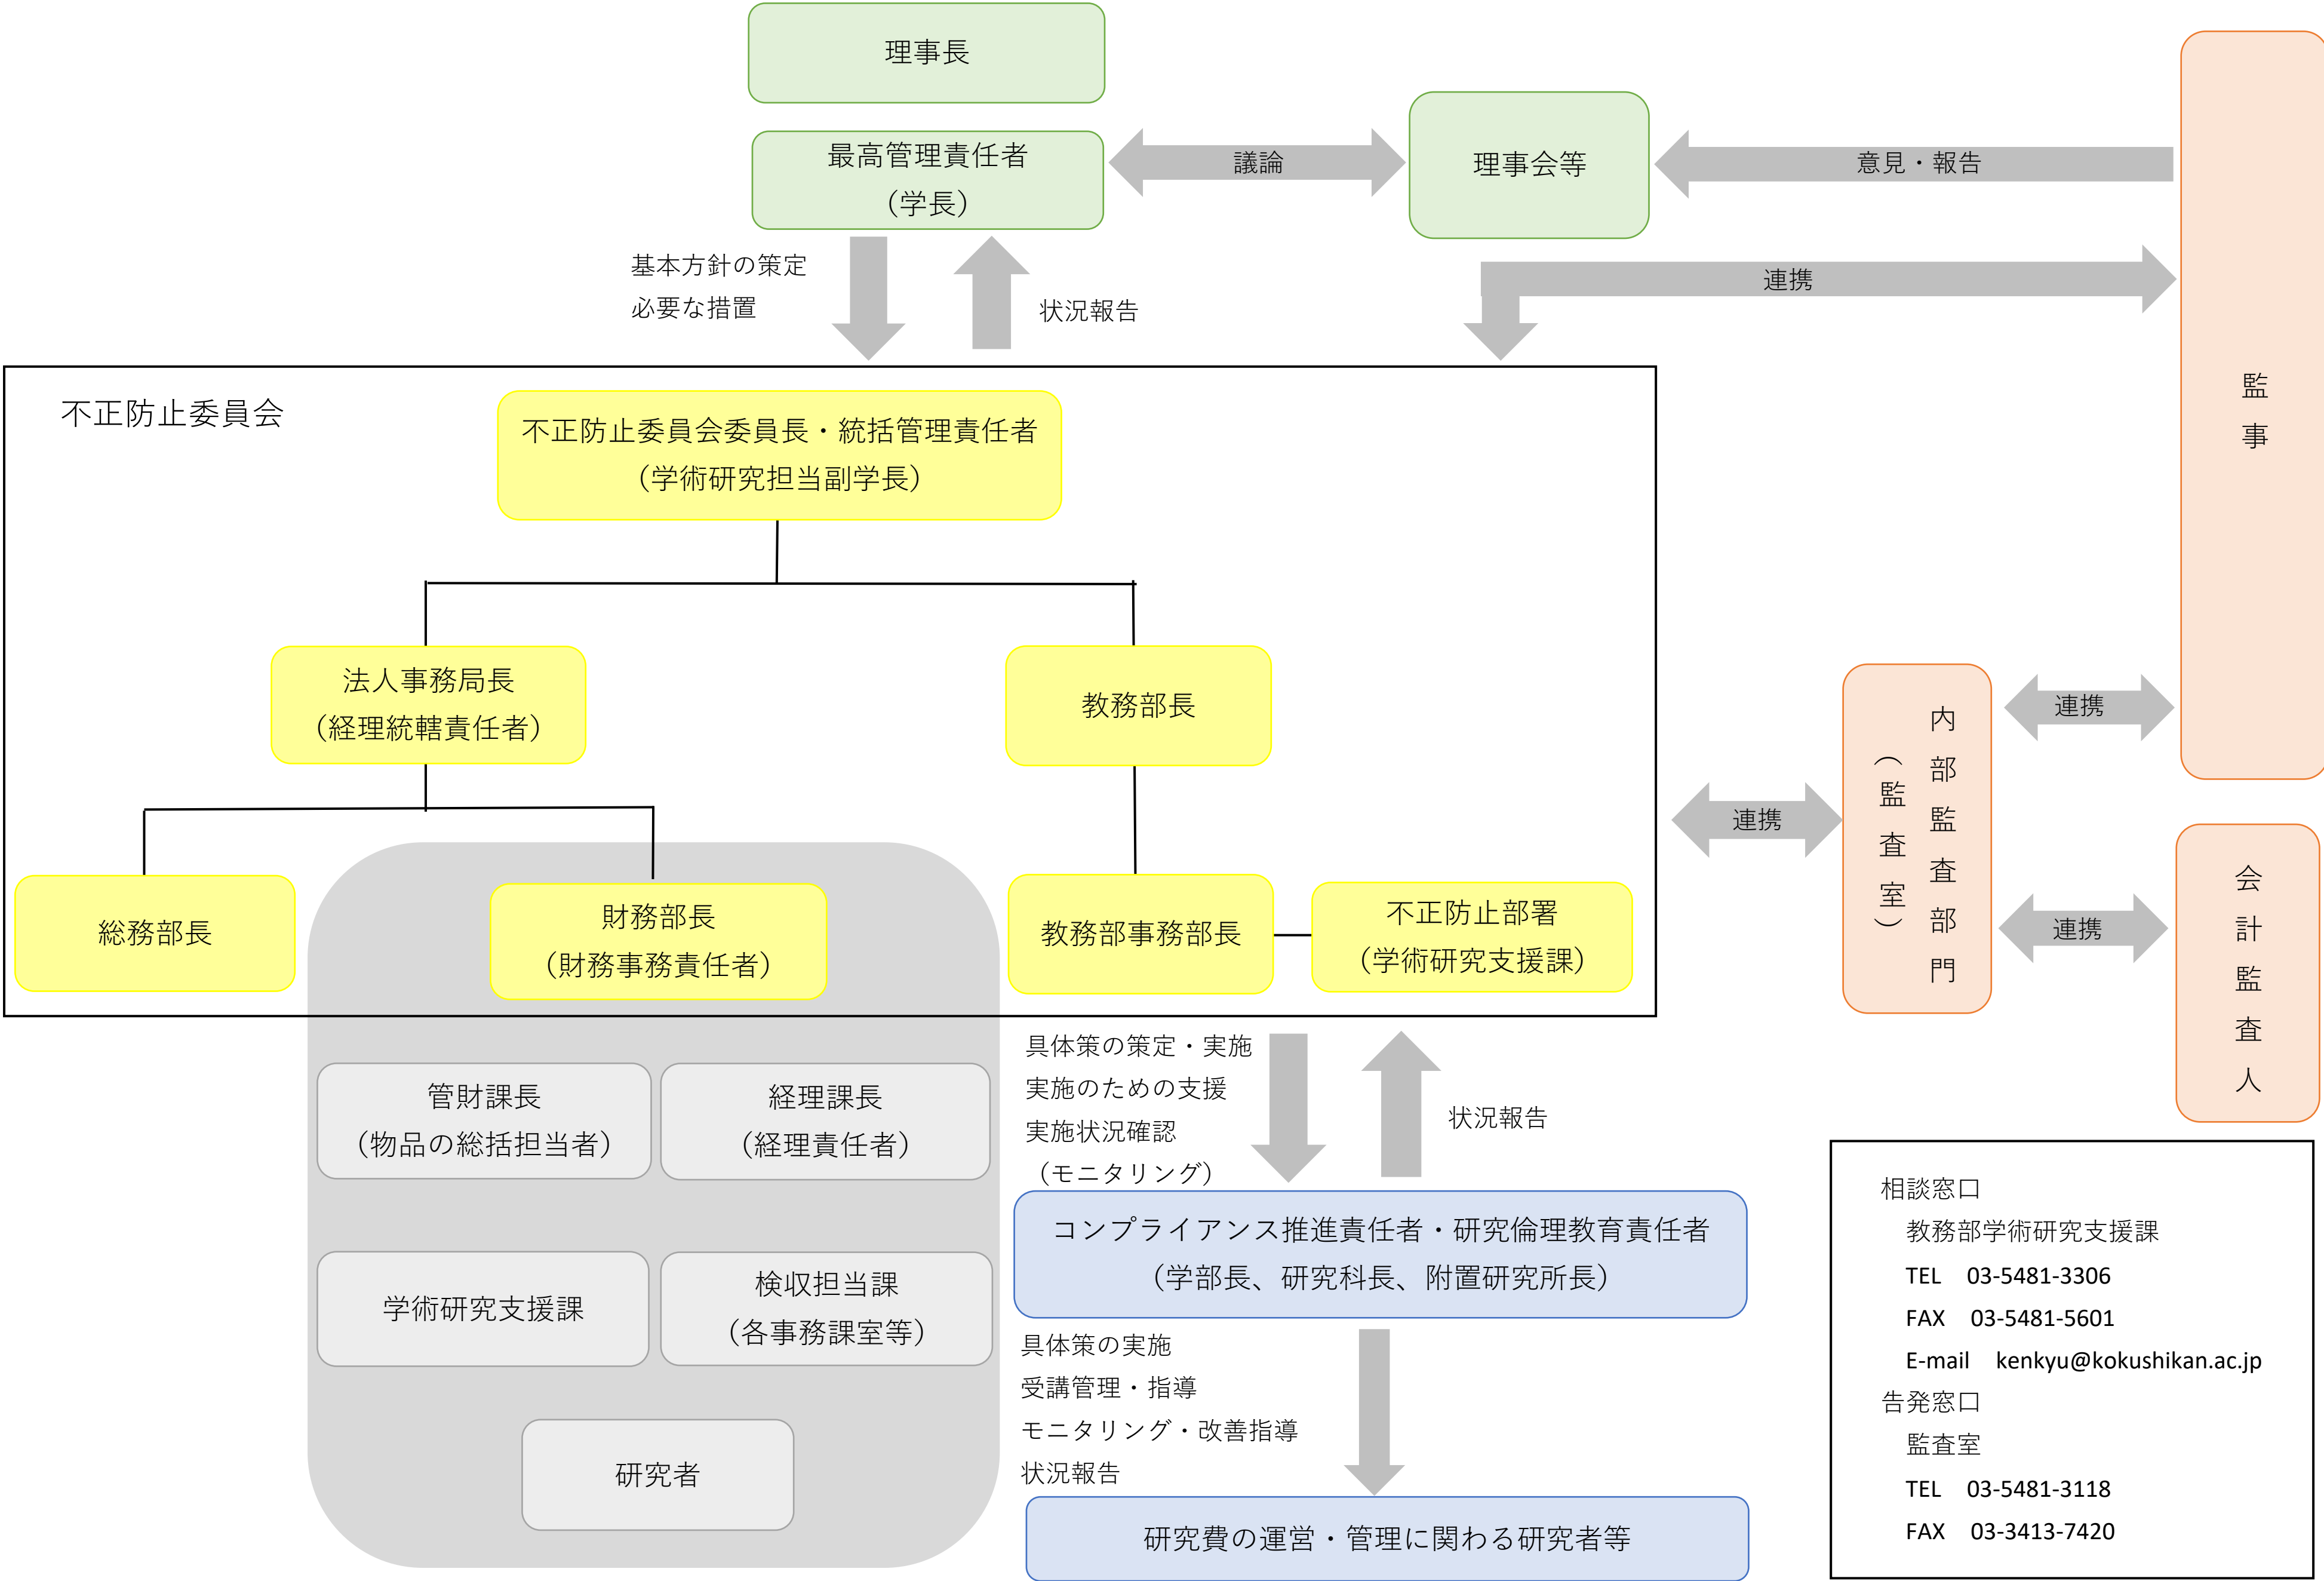 理事長
最高管理責任者
（学長）
議論
理事会等
意見・報告
監事
基本方針の策定
必要な措置
状況報告
連携
不正防止委員会
不正防止委員会委員長・統括管理責任者
（学術研究担当副学長）
法人事務局長
（経理統轄責任者）
教務部長
総務部長
財務部長
（財務事務責任者）
教務部事務部長
不正防止部署
（学術研究支援課）
連携
内部監査部門
（監査室）
連携
連携
会計監査人
管財課長
（物品の総括担当者）
経理課長
（経理責任者）
学術研究支援課
検収担当課
（各事務課室等）
研究者
具体策の策定・実施
実施のための支援
実施状況確認
（モニタリング）
状況報告
コンプライアンス推進責任者・研究倫理教育責任者
（学部長、研究科長、附置研究所長）
具体策の実施
受講管理・指導
モニタリング・改善指導
状況報告
研究費の運営・管理に関わる研究者等
相談窓口
教務部学術研究支援課
TEL 03-5481-3306
FAX 03-5481-5601
E-mail kenkyu@kokushikan.ac.jp
告発窓口
監査室
TEL 03-5481-3118
FAX 03-3413-7420